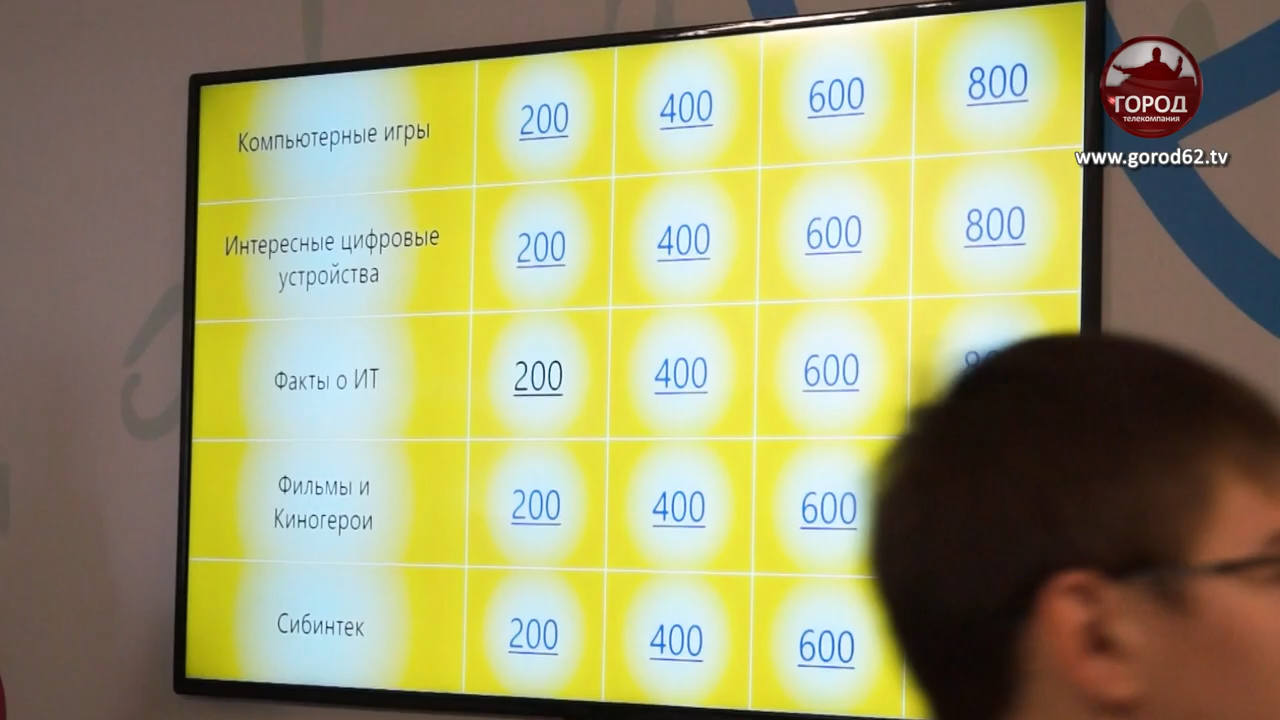 Компьютерные игры 200 400 600 800
Интересные цифровые
устройства 200 400 600 800
Факты о ИТ 200 400 600
Фильмы и
Киногерои 200 400 600
Сибинтек 200 400 600
ГОРОД
телекомпания
www.gorod62.tv